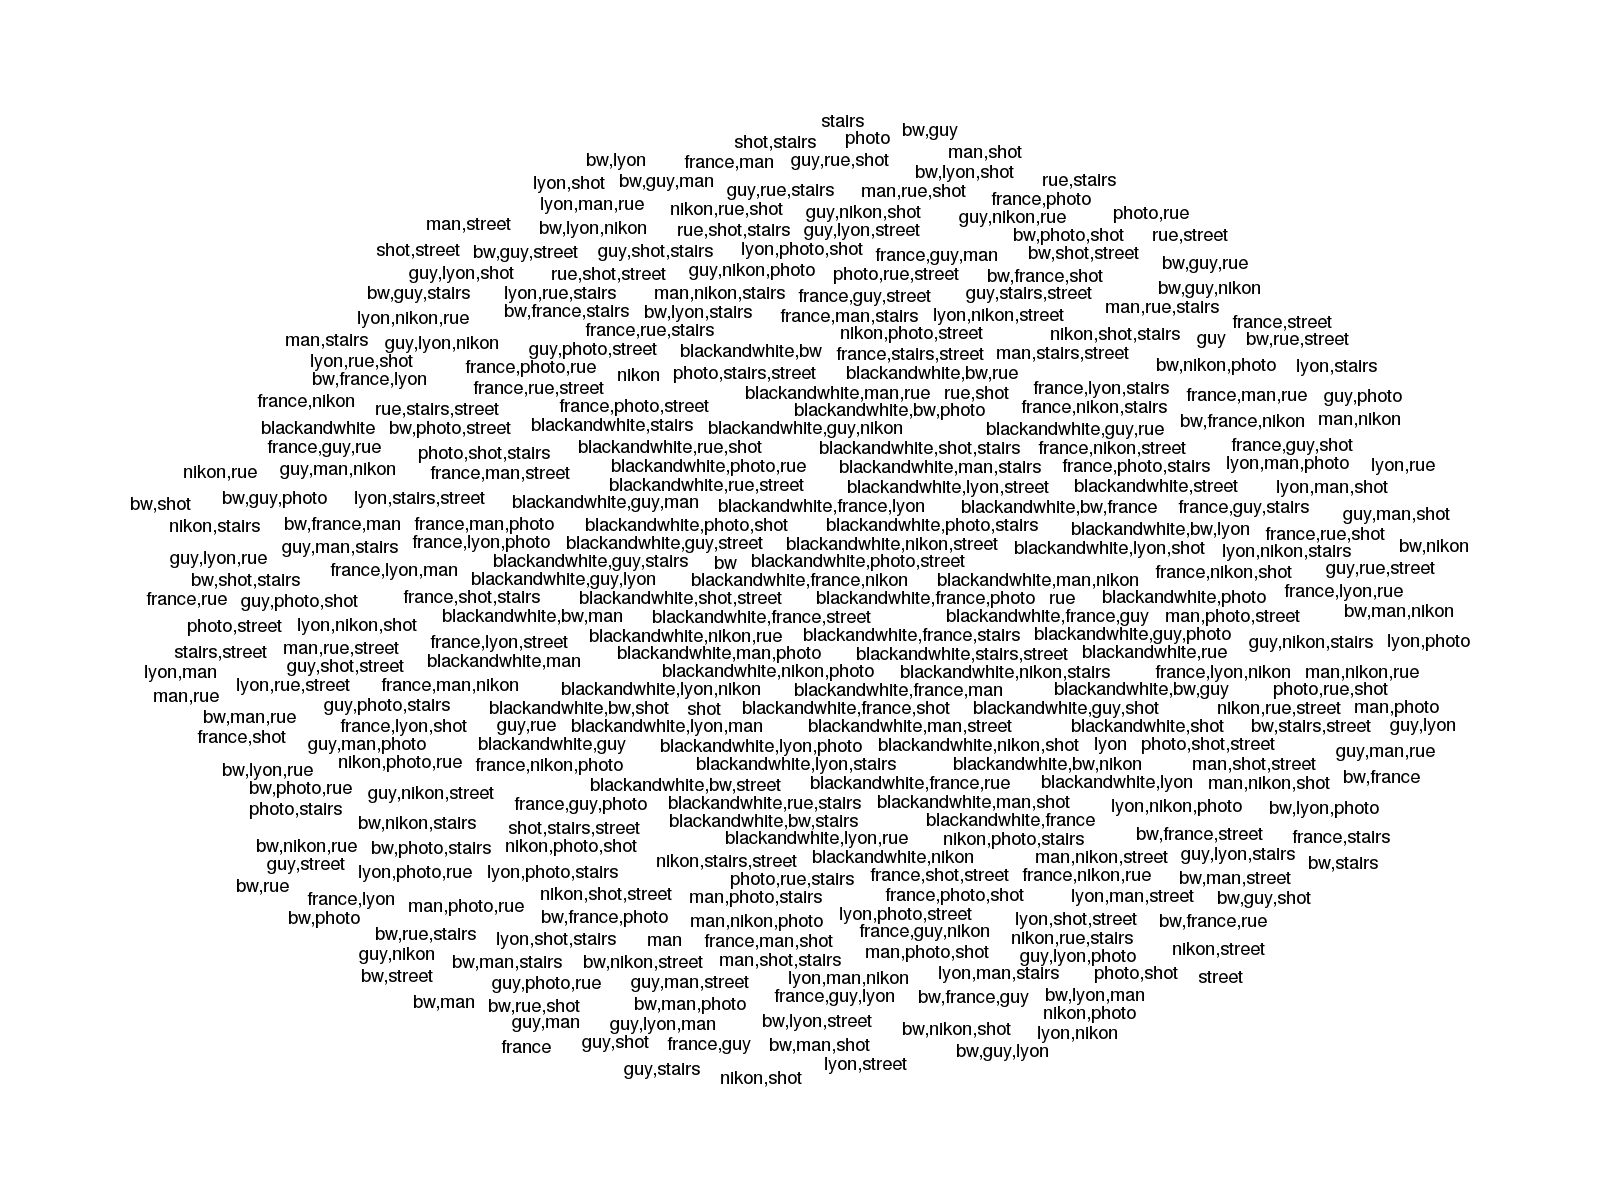 stairs
bw,guy
shot,stairs photo
bw,lyon france,man guy,rue,shot man,shot
lyon,shot bw,guy,man guy,rue,stairs man,rue,shot bw,lyon,shot rue,stairs
lyon,man,rue nikon,rue,shot guy,nikon,shot guy,nikon,rue france,photo photo,rue
man,street bw,lyon,nikon rue,shot,stairs guy,lyon,street bw,photo,shot rue,street
shot,street bw,guy,street guy,shot,stairs lyon,photo,shot france,guy,man bw,shot,street bw,guy,rue
guy,lyon,shot rue,shot,street guy,nikon,photo photo,rue,street bw,france,shot bw,guy,nikon
bw,guy,stairs lyon,rue,stairs man,nikon,stairs france,guy,street guy,stairs,street man,rue,stairs
lyon,nikon,rue bw,france,stairs bw,lyon,stairs france,man,stairs lyon,nikon,street france,street
france,rue,stairs nikon,photo,street nikon,shot,stairs guy bw,rue,street
man,stairs guy,lyon,nikon guy,photo,street blackandwhite,bw france,stairs,street man,stairs,street
lyon,rue,shot france,photo,rue nikon photo,stairs,street blackandwhite,bw,rue bw,nikon,photo lyon,stairs
bw,france,lyon france,rue,street blackandwhite,man,rue rue,shot france,lyon,stairs france,man,rue guy,photo
france,nikon rue,stairs,street france,photo,street blackandwhite,bw,photo france,nikon,stairs bw,france,nikon man,nikon
blackandwhite bw,photo,street blackandwhite,stairs blackandwhite,guy,nikon blackandwhite,guy,rue
france,guy,rue photo,shot,stairs blackandwhite,rue,shot blackandwhite,shot,stairs france,nikon,street france,guy,shot
nikon,rue guy,man,nikon france,man,street blackandwhite,photo,rue blackandwhite,man,stairs france,photo,stairs lyon,man,photo lyon,rue
blackandwhite,rue,street blackandwhite,lyon,street blackandwhite,street lyon,man,shot
bw,shot bw,guy,photo lyon,stairs,street blackandwhite,guy,man blackandwhite,france,lyon blackandwhite,bw,france france,guy,stairs guy,man,shot
nikon,stairs bw,france,man france,man,photo blackandwhite,photo,shot blackandwhite,photo,stairs blackandwhite,bw,lyon france,rue,shot
guy,man,stairs france,lyon,photo blackandwhite,guy,street blackandwhite,nikon,street blackandwhite,lyon,shot lyon,nikon,stairs bw,nikon
guy,lyon,rue blackandwhite,guy,stairs bw blackandwhite,photo,street guy,rue,street
bw,shot,stairs france,lyon,man blackandwhite,guy,lyon blackandwhite,france,nikon blackandwhite,man,nikon france,nikon,shot
france,rue guy,photo,shot france,shot,stairs blackandwhite,shot,street blackandwhite,france,photo rue blackandwhite,photo france,lyon,rue
photo,street lyon,nikon,shot blackandwhite,bw,man blackandwhite,france,street blackandwhite,france,guy man,photo,street bw,man,nikon
france,lyon,street blackandwhite,nikon,rue blackandwhite,france,stairs blackandwhite,guy,photo guy,nikon,stairs lyon,photo
stairs,street man,rue,street blackandwhite,man,photo blackandwhite,stairs,street blackandwhite,rue
lyon,man guy,shot,street blackandwhite,man blackandwhite,nikon,photo blackandwhite,nikon,stairs france,lyon,nikon man,nikon,rue
man,rue lyon,rue,street france,man,nikon blackandwhite,lyon,nikon blackandwhite,france,man blackandwhite,bw,guy photo,rue,shot
bw,man,rue guy,photo,stairs blackandwhite,bw,shot shot blackandwhite,france,shot blackandwhite,guy,shot nikon,rue,street man,photo
france,shot france,lyon,shot guy,rue blackandwhite,lyon,man blackandwhite,man,street blackandwhite,shot bw,stairs,street guy,lyon
guy,man,photo blackandwhite,guy blackandwhite,lyon,photo blackandwhite,nikon,shot lyon photo,shot,street guy,man,rue
bw,lyon,rue nikon,photo,rue france,nikon,photo blackandwhite,lyon,stairs blackandwhite,bw,nikon man,shot,street
bw,photo,rue guy,nikon,street blackandwhite,bw,street blackandwhite,france,rue blackandwhite,lyon man,nikon,shot bw,france
photo,stairs france,guy,photo blackandwhite,rue,stairs blackandwhite,man,shot lyon,nikon,photo bw,lyon,photo
bw,nikon,stairs shot,stairs,street blackandwhite,bw,stairs blackandwhite,france
bw,nikon,rue bw,photo,stairs nikon,photo,shot blackandwhite,lyon,rue nikon,photo,stairs bw,france,street france,stairs
guy,street lyon,photo,rue lyon,photo,stairs nikon,stairs,street blackandwhite,nikon man,nikon,street guy,lyon,stairs bw,stairs
bw,rue photo,rue,stairs france,shot,street france,nikon,rue bw,man,street
france,lyon man,photo,rue nikon,shot,street man,photo,stairs france,photo,shot lyon,man,street bw,guy,shot
bw,photo bw,france,photo man,nikon,photo lyon,photo,street lyon,shot,street bw,france,rue
bw,rue,stairs lyon,shot,stairs man france,man,shot france,guy,nikon nikon,rue,stairs
guy,nikon bw,man,stairs bw,nikon,street man,shot,stairs man,photo,shot guy,lyon,photo nikon,street
bw,street guy,photo,rue guy,man,street lyon,man,nikon lyon,man,stairs photo,shot street
bw,man bw,rue,shot bw,man,photo france,guy,lyon bw,france,guy bw,lyon,man
guy,man guy,lyon,man bw,lyon,street bw,nikon,shot nikon,photo
france guy,shot france,guy bw,man,shot lyon,nikon
bw,guy,lyon
guy,stairs nikon,shot lyon,street